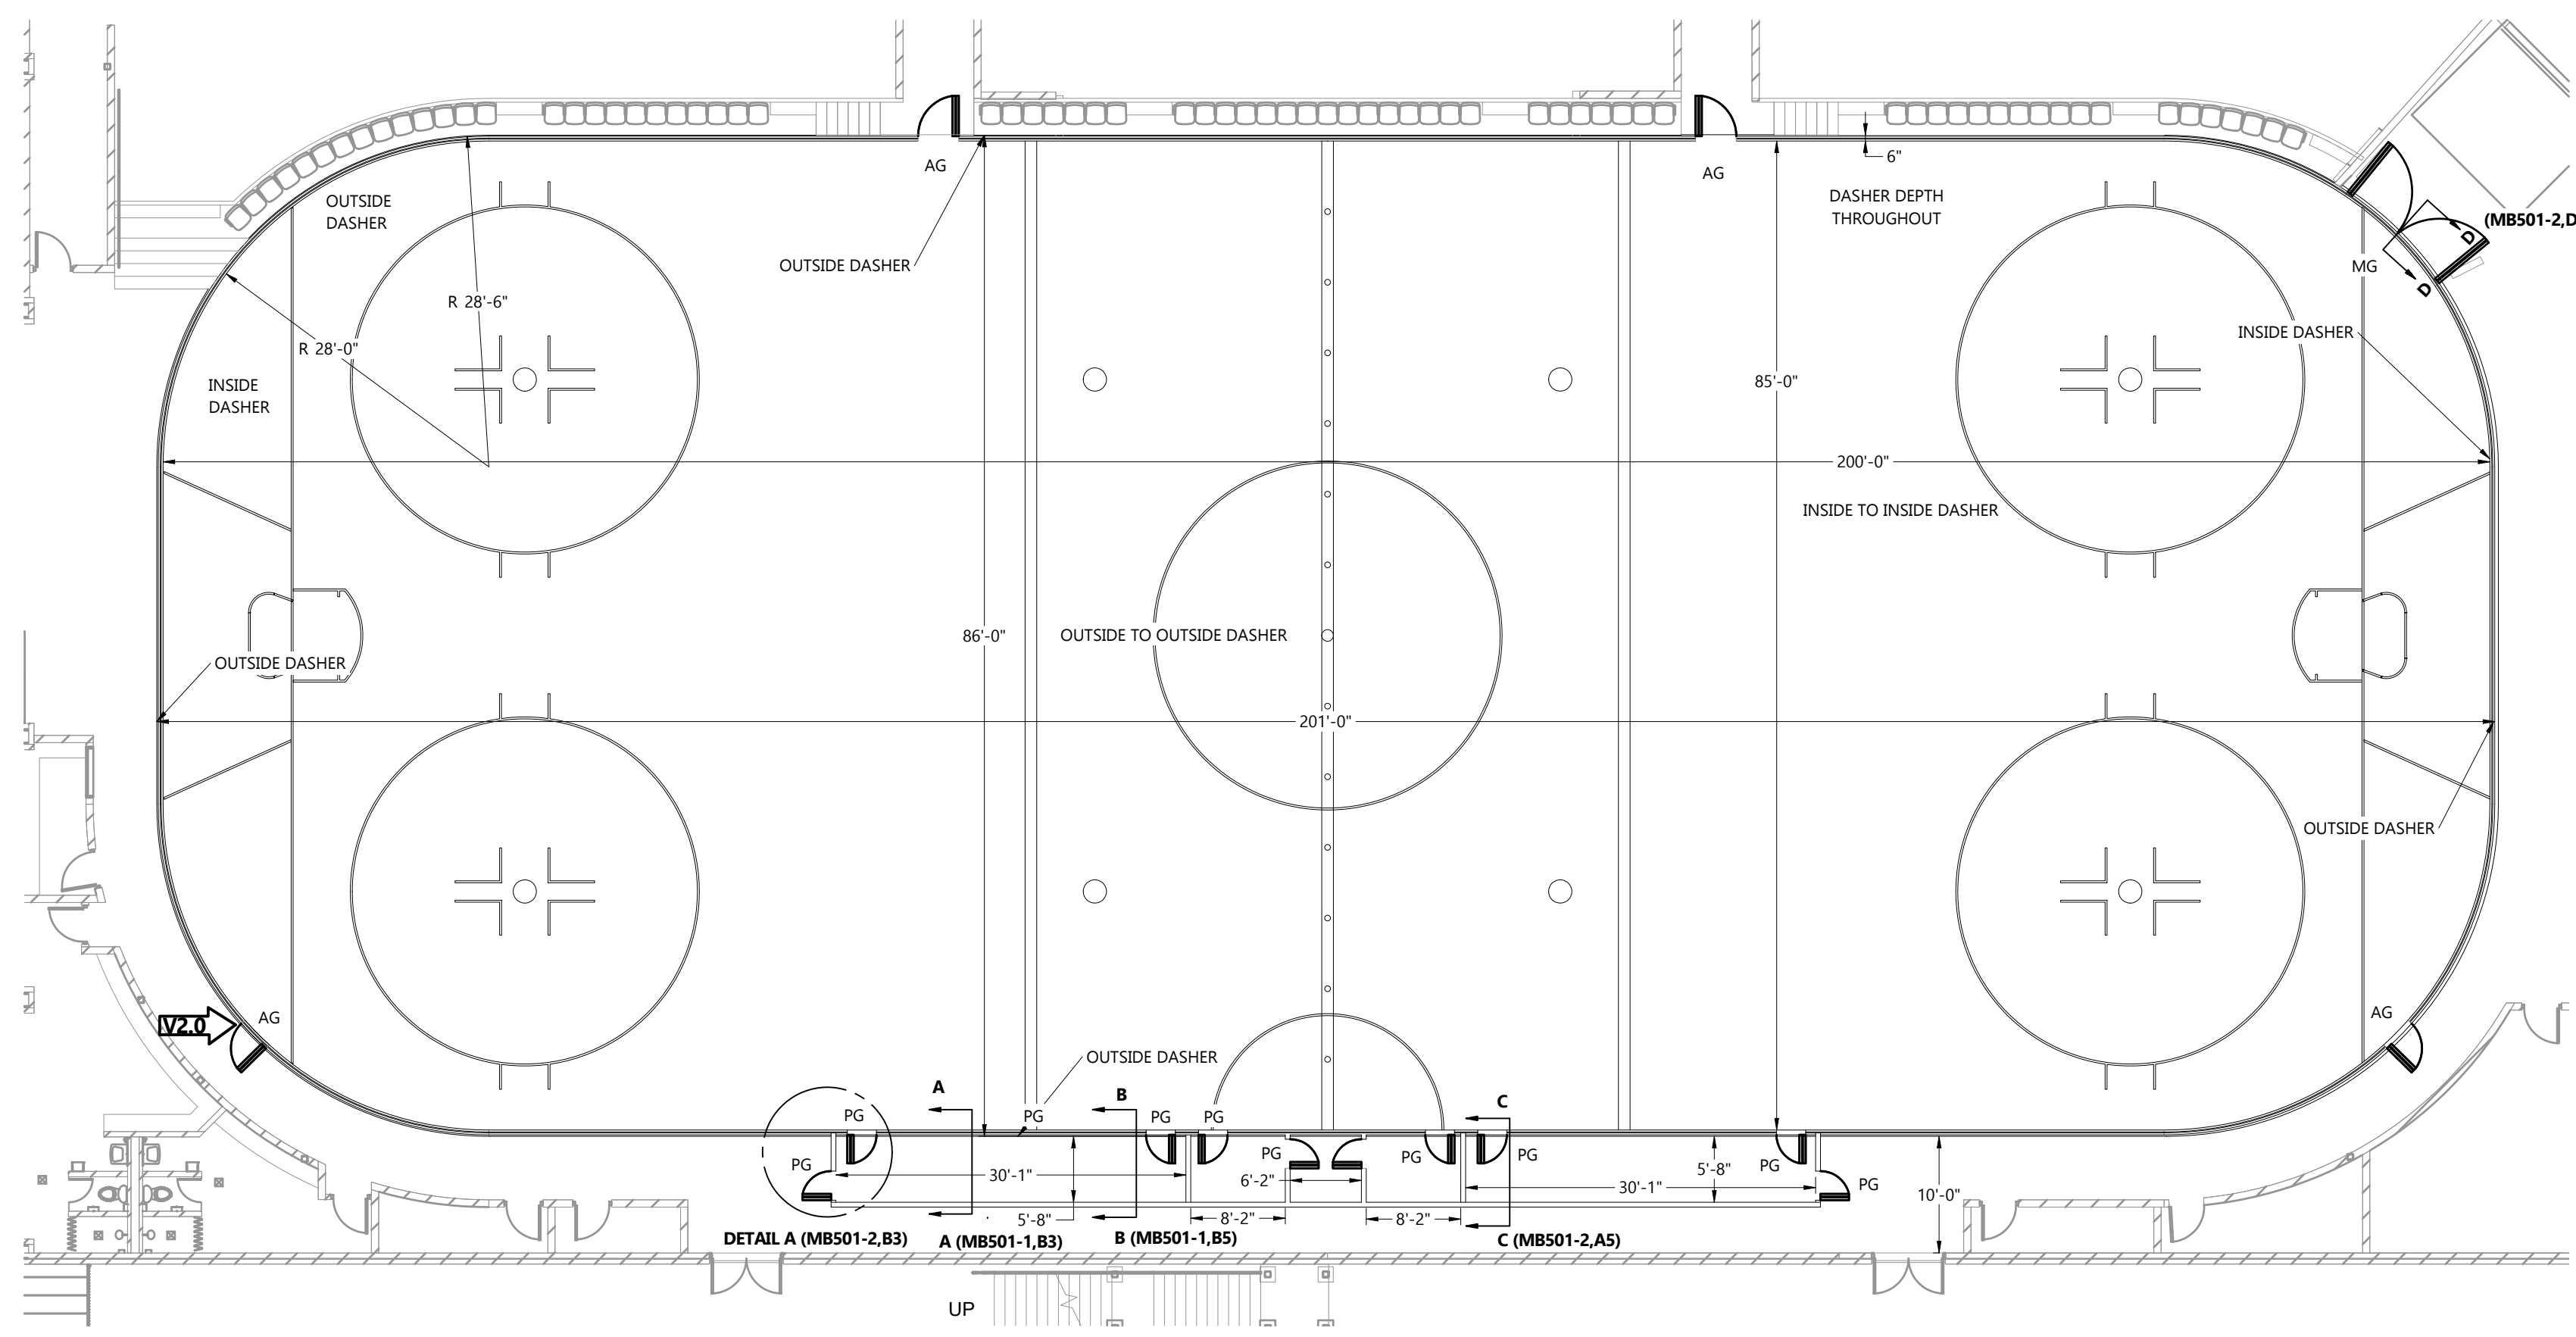 AG
AG
6"
OUTSIDE
DASHER
DASHER DEPTH
THROUGHOUT
(MB501-2,D
D
D
MG
OUTSIDE DASHER
R 28'-6"
R 28'-0"
INSIDE DASHER
INSIDE
DASHER
85'-0"
200'-0"
INSIDE TO INSIDE DASHER
86'-0"
OUTSIDE TO OUTSIDE DASHER
OUTSIDE DASHER
201'-0"
OUTSIDE DASHER
V2.0
AG
AG
OUTSIDE DASHER
A
B
C
PG
PG
PG
PG
PG
PG
PG
PG
PG
PG
30'-1"
6'-2"
5'-8"
30'-1"
10'-0"
5'-8"
8'-2"
8'-2"
DETAIL A (MB501-2,B3)
A (MB501-1,B3)
B (MB501-1,B5)
C (MB501-2,A5)
UP